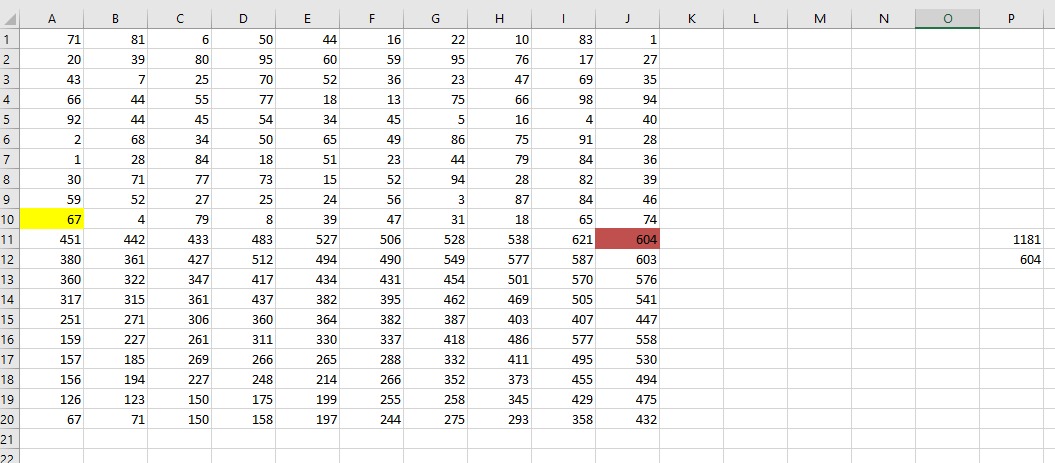 A B C D E F G H I J K L M N O P
1 71 81 6 50 44 16 22 10 83 1
2 20 39 80 95 60 59 95 76 17 27
3 43 7 25 70 52 36 23 47 69 35
4 66 44 55 77 18 13 75 66 98 94
5 92 44 45 54 34 45 5 16 4 40
6 2 68 34 50 65 49 86 75 91 28
7 1 28 84 18 51 23 44 79 84 36
8 30 71 77 73 15 52 94 28 82 39
9 59 52 27 25 24 56 3 87 84 46
10 67 4 79 8 39 47 31 18 65 74
11 451 442 433 483 527 506 528 538 621 604 1181
12 380 361 427 512 494 490 549 577 587 603 604
13 360 322 347 417 434 431 454 501 570 576
14 317 315 361 437 382 395 462 469 505 541
15 251 271 306 360 364 382 387 403 407 447
16 159 227 261 311 330 337 418 486 577 558
17 157 185 269 266 265 288 332 411 495 530
18 156 194 227 248 214 266 352 373 455 494
19 126 123 150 175 199 255 258 345 429 475
20 67 71 150 158 197 244 275 293 358 432
21
22